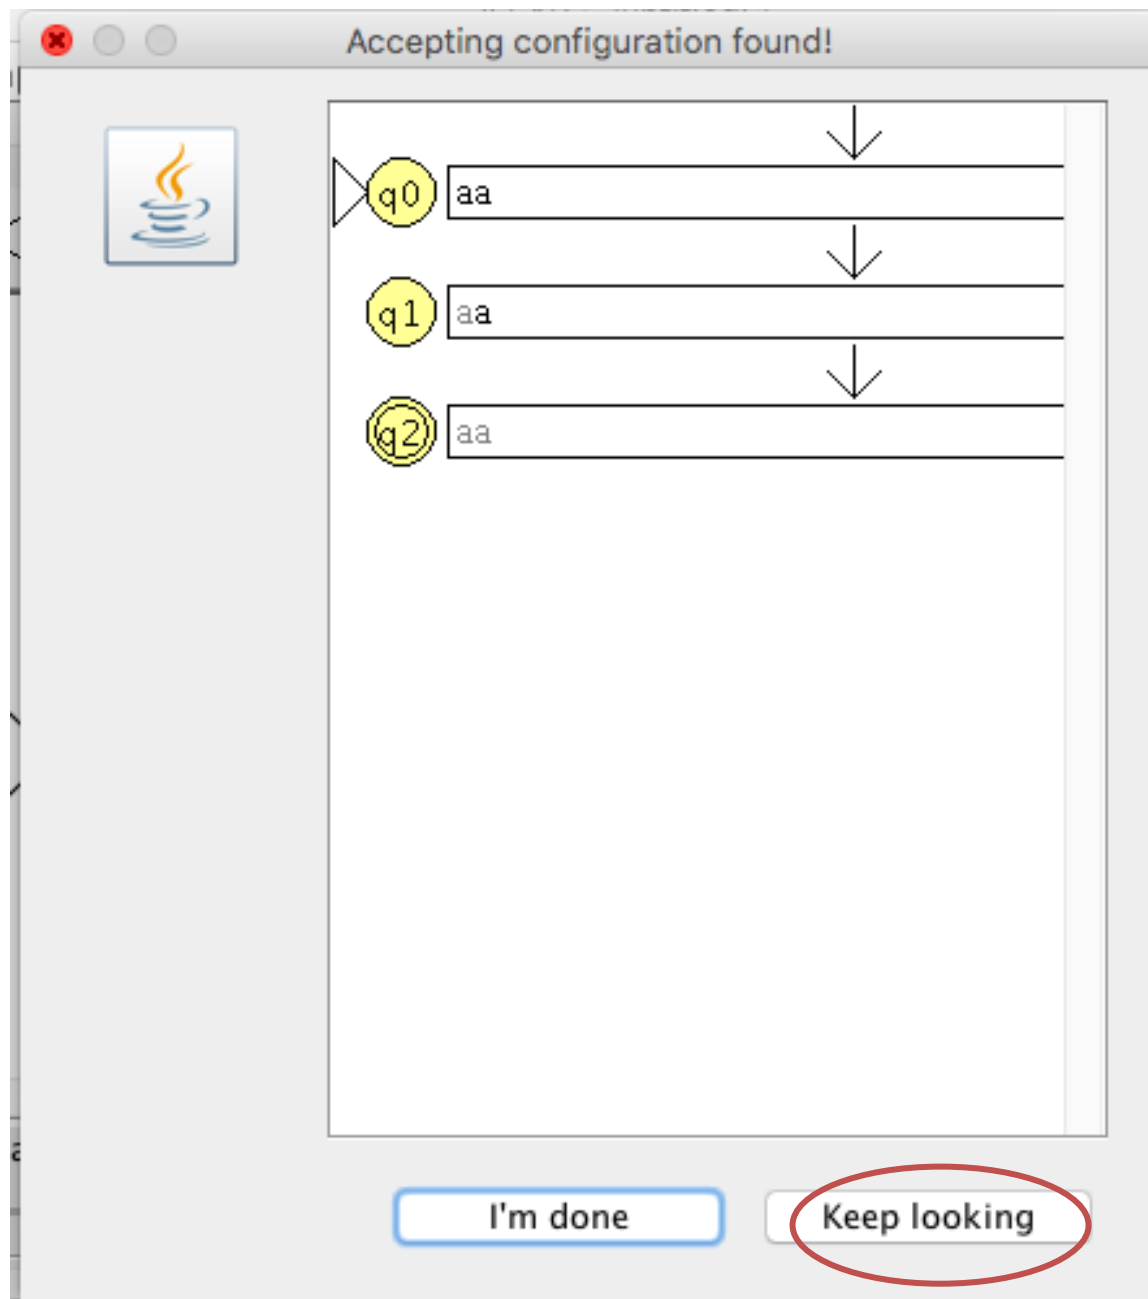 Accepting configuration found!
q0 aa
q1 aa
q2 aa
I'm done Keep looking